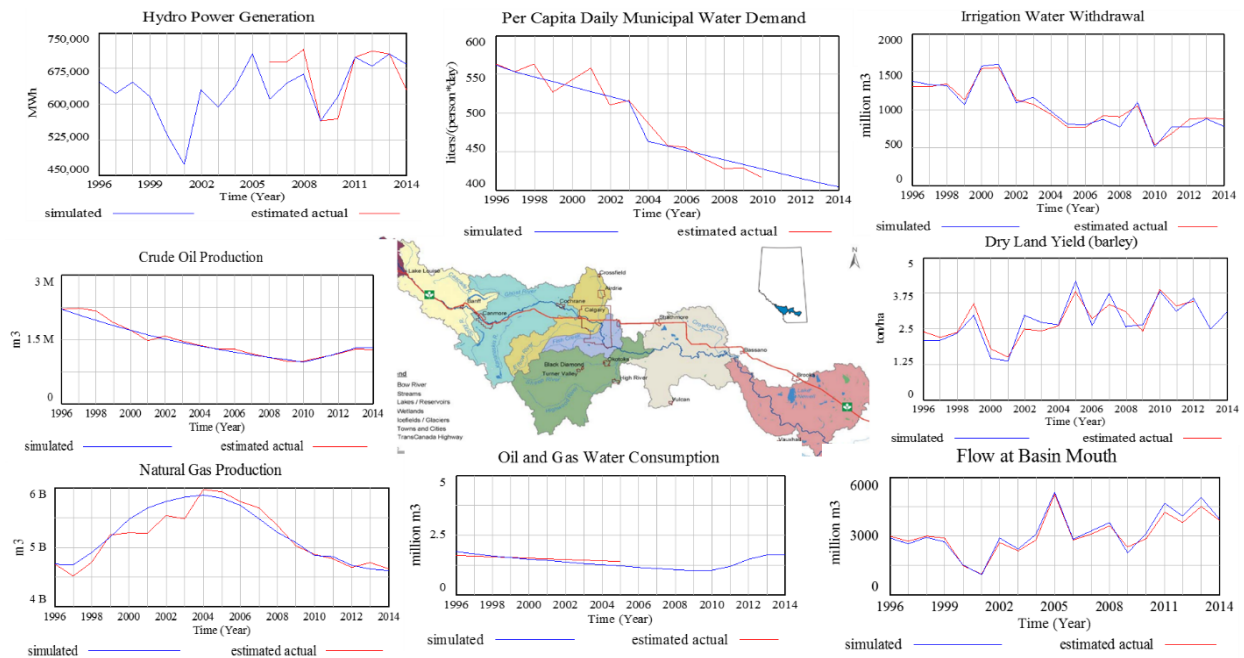 Hydro Power Generation
750,000
675,000
600,000
525,000
450,000
MWh
1996 1999 2002 2005 2008 2011 2014
Time (Year)
simulated estimated actual
Per Capita Daily Municipal Water Demand
600
550
500
450
400
liters/(person*day)
1996 1998 2000 2002 2004 2006 2008 2010 2012 2014
Time (Year)
simulated estimated actual
Irrigation Water Withdrawal
2000
1500
1000
500
0
million m3
1996 1998 2000 2002 2004 2006 2008 2010 2012 2014
Time (Year)
simulated estimated actual
Crude Oil Production
3 M
1.5 M
0
m3
1996 1998 2000 2002 2004 2006 2008 2010 2012 2014
Time (Year)
simulated estimated actual
Lake Louise
Banff
Canmore
Cochrane
Crossfield
Airdrie
Calgary
Strathmore
Black Diamond
Turner Valley
Okotoks
High River
Vulcan
Bassano
Brooks
Vauxhall
N
nd
Bow River
Streams
Lakes / Reservoirs
Wetlands
Icefields / Glaciers
Towns and Cities
TransCanada Highway
Dry Land Yield (barley)
5
3.75
2.5
1.25
0
ton/ha
1996 1998 2000 2002 2004 2006 2008 2010 2012 2014
Time (Year)
simulated estimated actual
Natural Gas Production
6 B
5 B
4 B
m3
1996 1998 2000 2002 2004 2006 2008 2010 2012 2014
Time (Year)
simulated estimated actual
Oil and Gas Water Consumption
5
2.5
0
million m3
1996 1998 2000 2002 2004 2006 2008 2010 2012 2014
Time (Year)
simulated estimated actual
Flow at Basin Mouth
6000
3000
0
million m3
1996 1999 2002 2005 2008 2011 2014
Time (Year)
simulated estimated actual